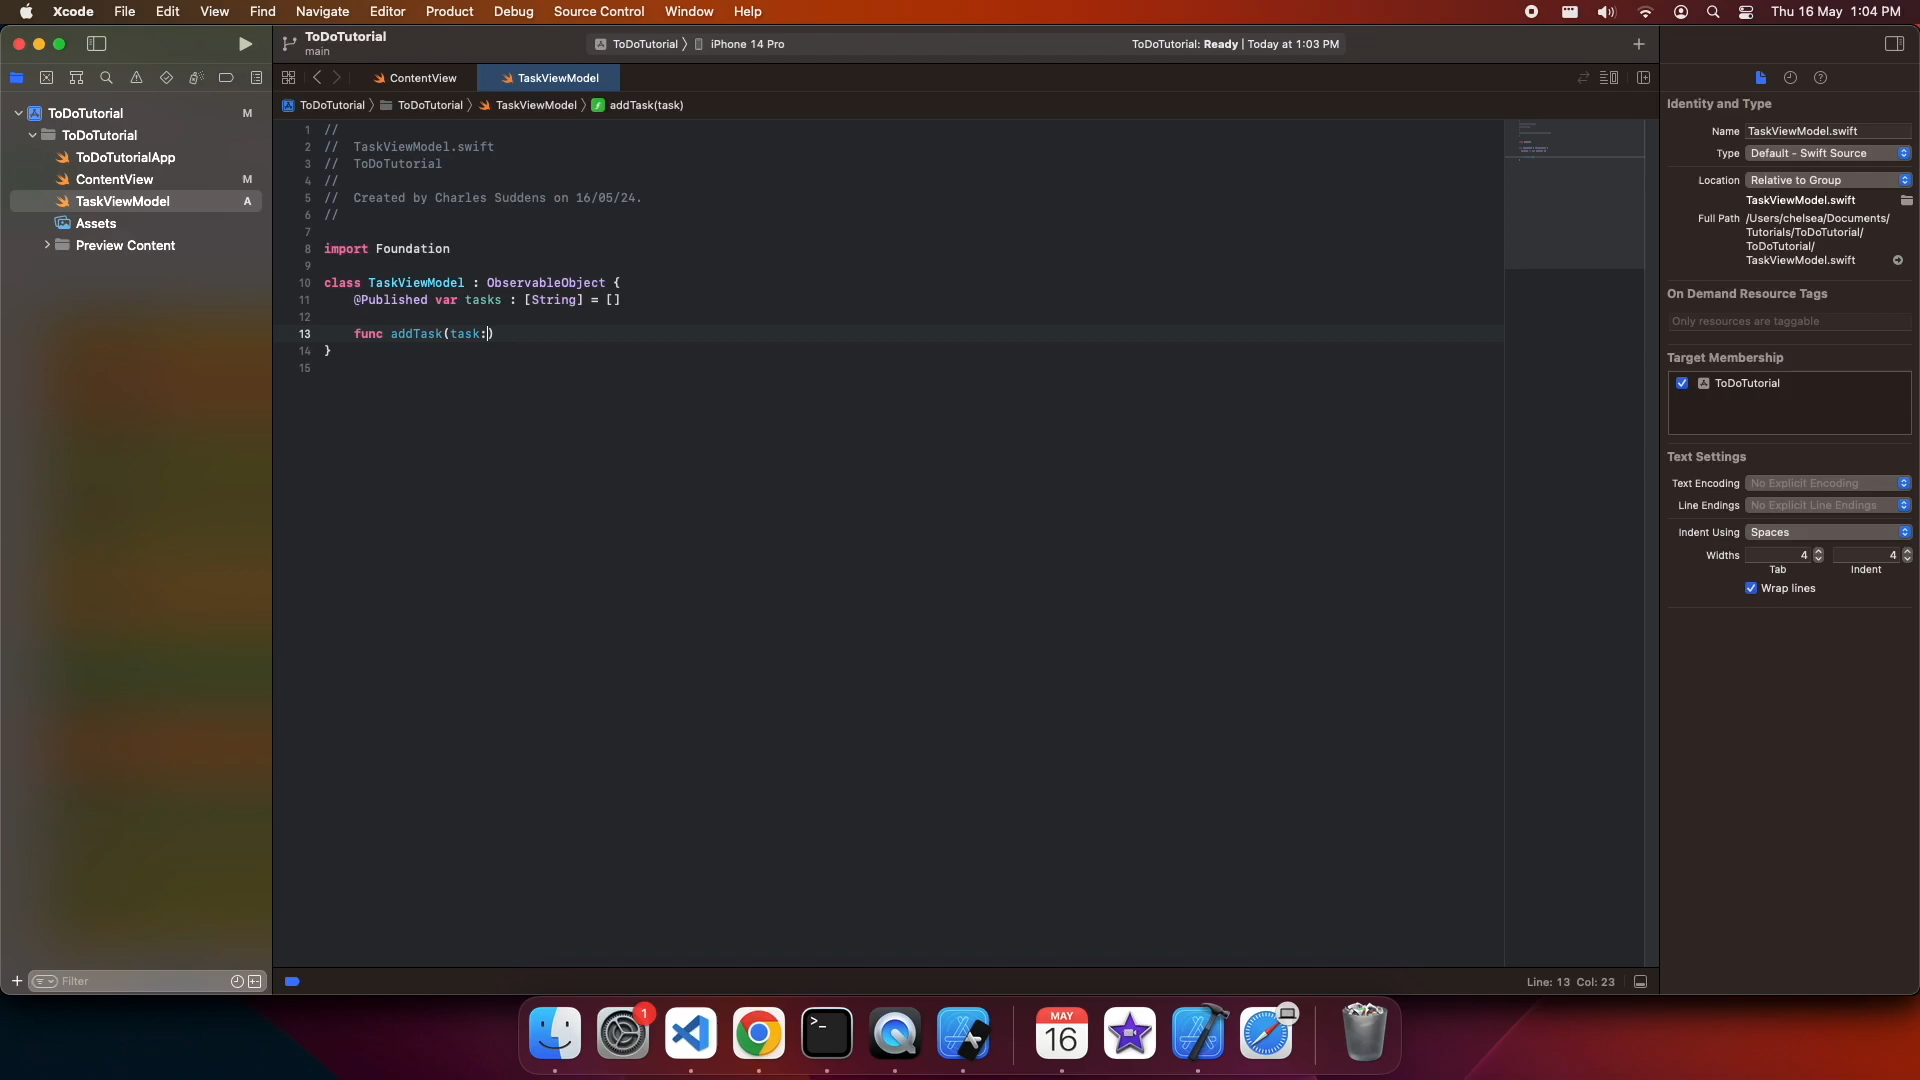 Xcode File Edit View Find Navigate Editor Product Debug Source Control Window Help Thu 16 May 1:04 PM
ToDoTutorial
main
ToDoTutorial iPhone 14 Pro ToDoTutorial: Ready | Today at 1:03 PM
ContentView TaskViewModel
ToDoTutorial ToDoTutorial TaskViewModel addTask(task)
ToDoTutorial M
ToDoTutorial
ToDoTutorialApp
ContentView M
TaskViewModel A
Assets
Preview Content
Filter
1 //
2 // TaskViewModel.swift
3 // ToDoTutorial
4 //
5 // Created by Charles Suddens on 16/05/24.
6 //
7
8 import Foundation
9
10 class TaskViewModel : ObservableObject {
11 @Published var tasks : [String] = []
12
13 func addTask(task:)
14 }
15
Line: 13 Col: 23
Identity and Type
Name TaskViewModel.swift
Type Default - Swift Source
Location Relative to Group
TaskViewModel.swift
Full Path /Users/chelsea/Documents/
Tutorials/ToDoTutorial/
ToDoTutorial/
TaskViewModel.swift
On Demand Resource Tags
Only resources are taggable
Target Membership
ToDoTutorial
Text Settings
Text Encoding No Explicit Encoding
Line Endings No Explicit Line Endings
Indent Using Spaces
Widths 4 4
Tab Indent
Wrap lines
1
MAY
16